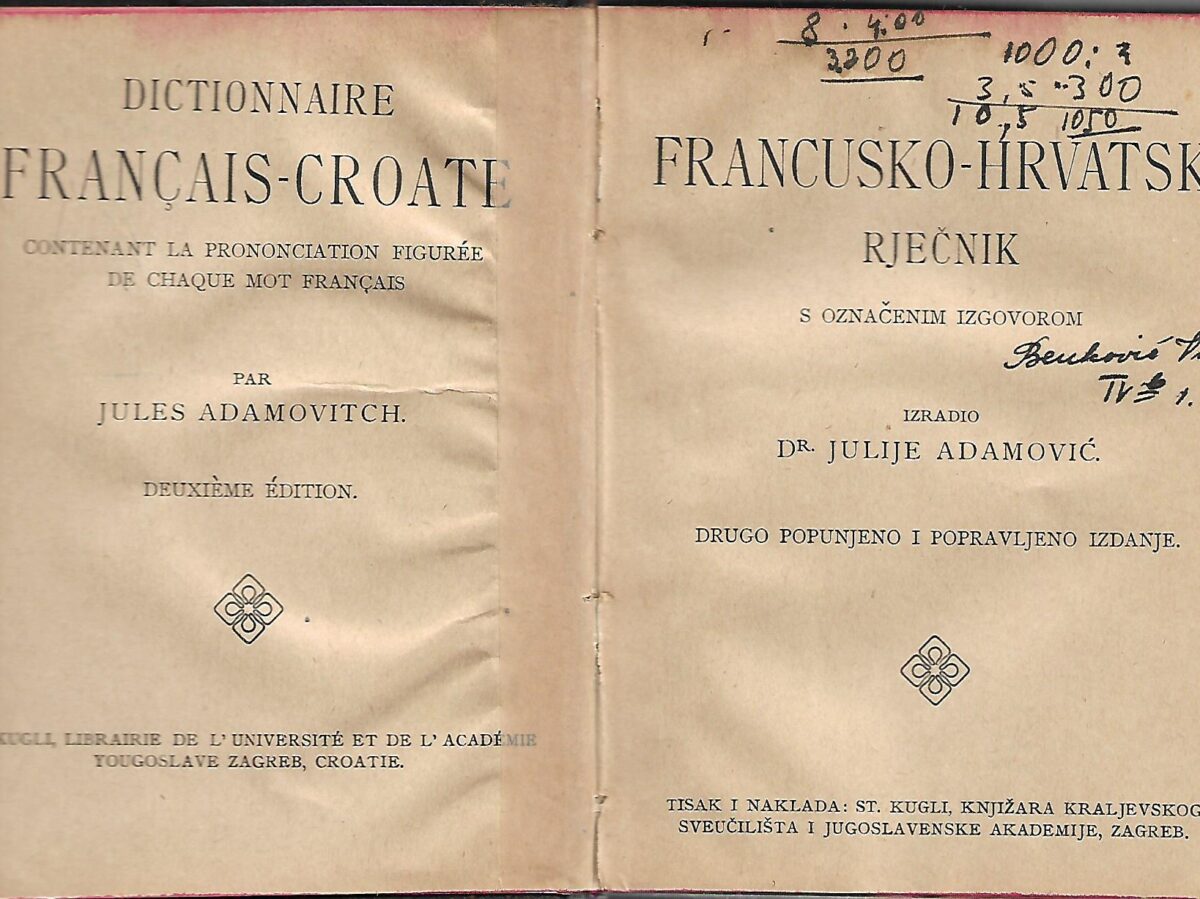 DICTIONNAIRE
FRANÇAIS-CROATE
CONTENANT LA PRONONCIATION FIGURÉE
DE CHAQUE MOT FRANÇAIS
PAR
JULES ADAMOVITCH.
DEUXIÈME ÉDITION.
KUGLI, LIBRAIRIE DE L' UNIVERSITÉ ET DE L' ACADÉMIE
YOUGOSLAVE ZAGREB, CROATIE.
8 . 4.00
3200
1000:
300
10,5 1050
FRANCUSKO-HRVATSK
RJEČNIK
S OZNAČENIM IZGOVOROM
Benković
IZRADIO
DR. JULIJE ADAMOVIĆ.
DRUGO POPUNJENO I POPRAVLJENO IZDANJE.
TISAK I NAKLADA: ST. KUGLI, KNJIŽARA KRALJEVSKOG
SVEUČILIŠTA I JUGOSLAVENSKE AKADEMIJE, ZAGREB.